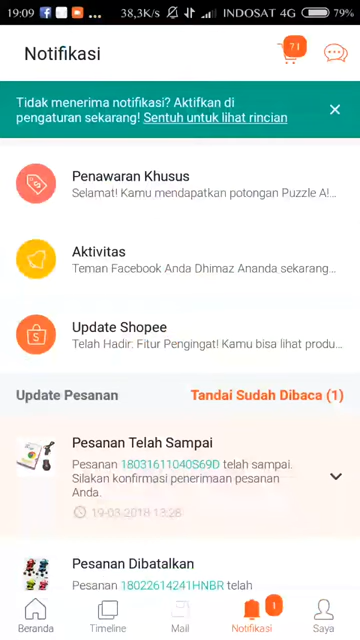 19:09 ... 38,3K/s INDOSAT 4G 79%
Notifikasi
71
Tidak menerima notifikasi? Aktifkan di
pengaturan sekarang! Sentuh untuk lihat rincian
Penawaran Khusus
Selamat! Kamu mendapatkan potongan Puzzle A!...
Aktivitas
Teman Facebook Anda Dhimaz Ananda sekarang...
Update Shopee
Telah Hadir: Fitur Pengingat! Kamu bisa lihat produ...
Update Pesanan Tandai Sudah Dibaca (1)
Pesanan Telah Sampai
Pesanan 18031611040S69D telah sampai.
Silakan konfirmasi penerimaan pesanan
Anda.
19-03-2018 13:28
Pesanan Dibatalkan
Pesanan 18022614241HNBR telah
1
Beranda Timeline Mail Notifikasi Saya